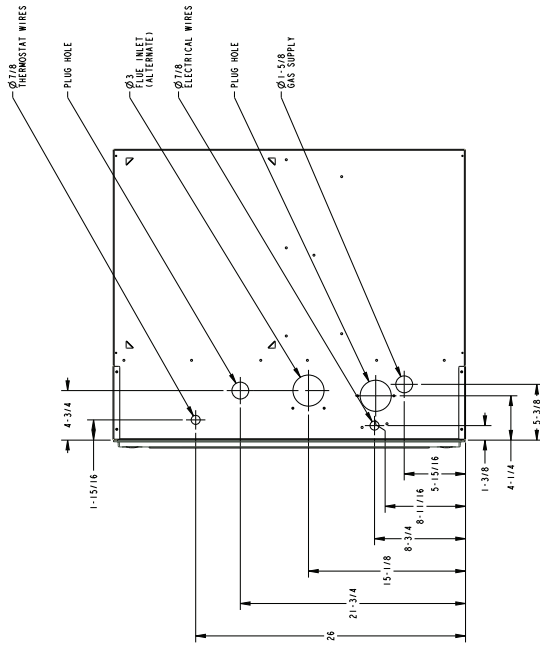 Ø7/8
THERMOSTAT WIRES
PLUG HOLE
Ø3
FLUE INLET
(ALTERNATE)
Ø7/8
ELECTRICAL WIRES
PLUG HOLE
Ø1-5/8
GAS SUPPLY
4-3/4
1-15/16
5-3/8
4-1/4
1-3/8
5-15/16
8-11/16
8-3/4
15-1/8
21-3/4
26